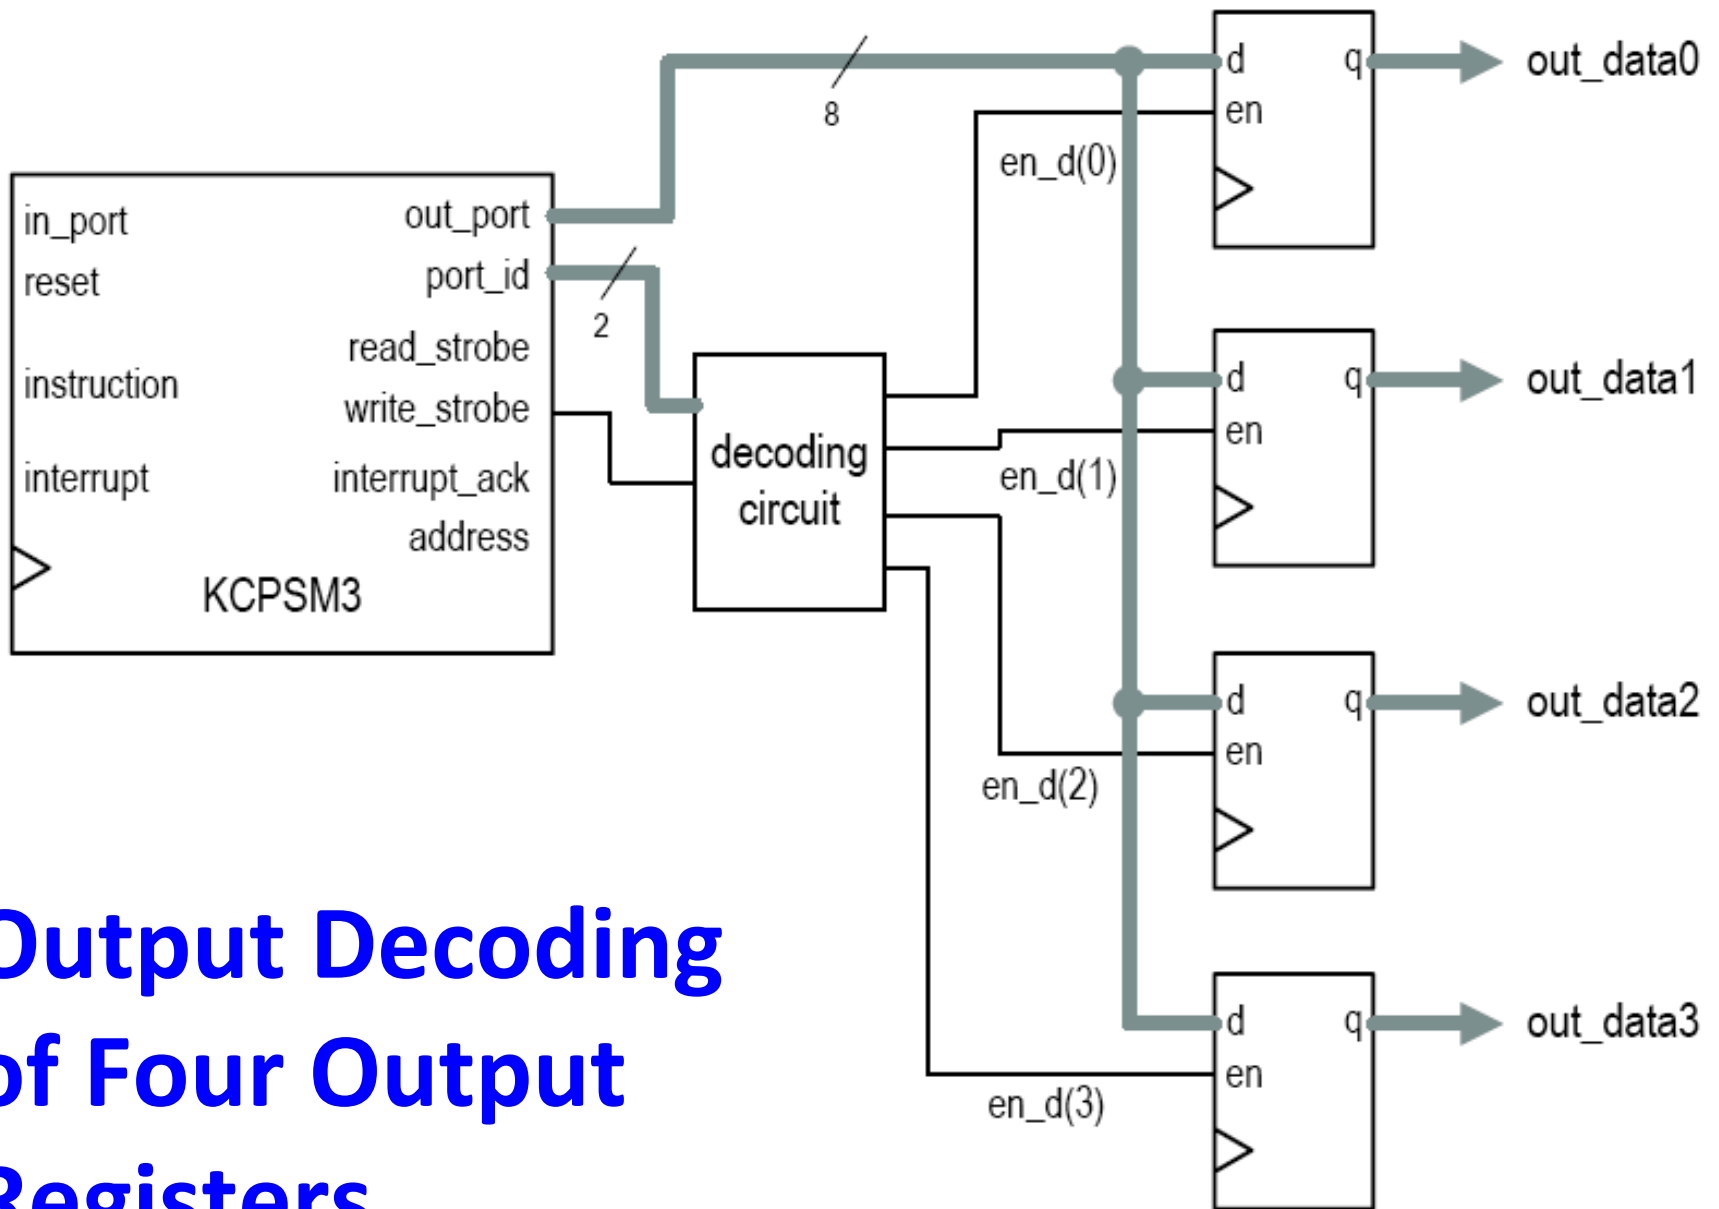 in_port
reset
instruction
interrupt
out_port
port_id
read_strobe
write_strobe
interrupt_ack
address
KCPSM3
8
2
decoding
circuit
en_d(0)
en_d(1)
en_d(2)
en_d(3)
d q
en
out_data0
d q
en
out_data1
d q
en
out_data2
d q
en
out_data3
Output Decoding
of Four Output
Registers